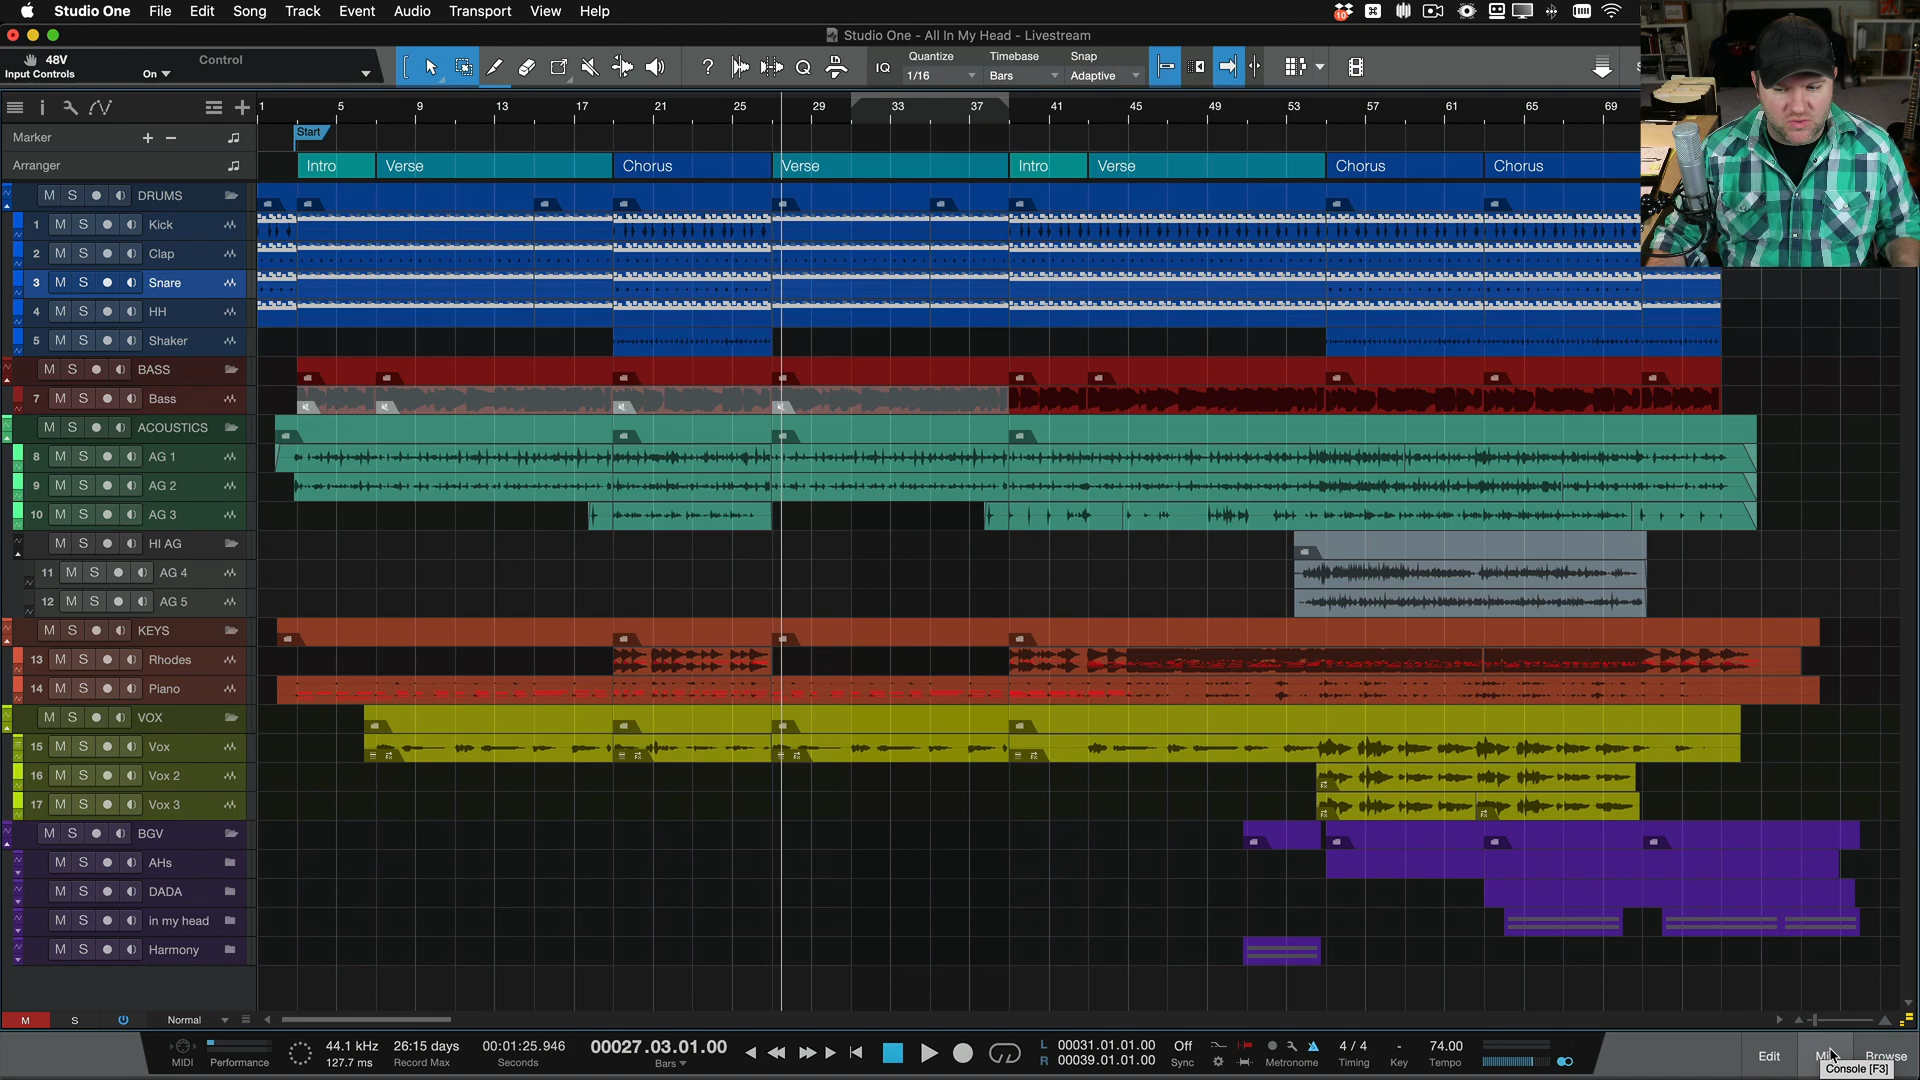 Studio One File Edit Song Track Event Audio Transport View Help
Studio One - All In My Head - Livestream
48V Control
Input Controls On
IQ
Quantize Timebase Snap
1/16 Bars Adaptive
1 5 9 13 17 21 25 29 33 37 41 45 49 53 57 61 65 69
Marker
Start
Arranger
Intro Verse Chorus Verse Intro Verse Chorus Chorus
M S DRUMS
1 M S Kick
2 M S Clap
3 M S Snare
4 M S HH
5 M S Shaker
M S BASS
7 M S Bass
M S ACOUSTICS
8 M S AG 1
9 M S AG 2
10 M S AG 3
M S HI AG
11 M S AG 4
12 M S AG 5
M S KEYS
13 M S Rhodes
14 M S Piano
M S VOX
15 M S Vox
16 M S Vox 2
17 M S Vox 3
M S BGV
M S AHs
M S DADA
M S in my head
M S Harmony
M S Normal
MIDI Performance
44.1 kHz
127.7 ms
26:15 days
Record Max
00:01:25.946
Seconds
00027.03.01.00
Bars
L 00031.01.01.00
R 00039.01.01.00
Off
Sync
Metronome
4 / 4
Timing
-
Key
74.00
Tempo
Edit Browse
Console [F3]